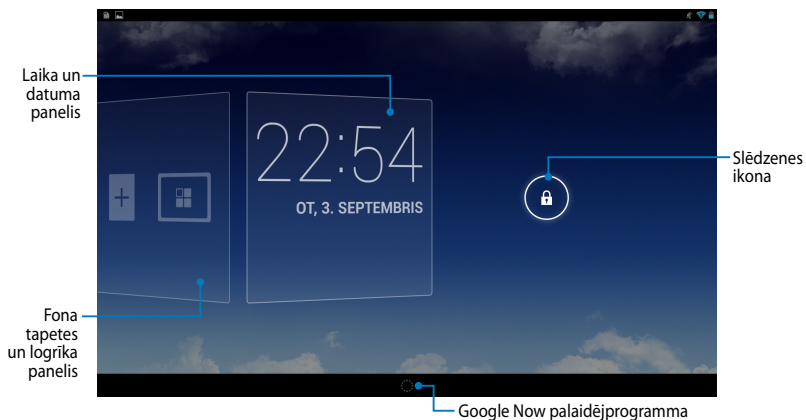 Laika un
datuma
panelis
22:54
OT, 3. SEPTEMBRIS
Slēdzenes
ikona
Fona
tapetes
un logrīka
panelis
Google Now palaidējprogramma